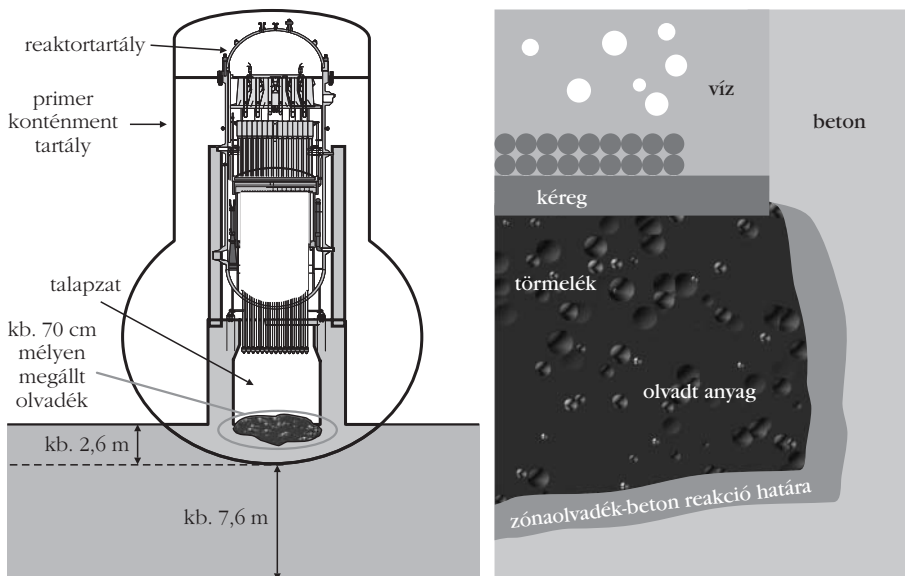 reaktortartály
primer
konténment
tartály
talapzat
kb. 70 cm
mélyen
megállt
olvadék
kb. 2,6 m
kb. 7,6 m
víz
beton
kéreg
törmelék
olvadt anyag
zónaolvadék-beton reakció határa